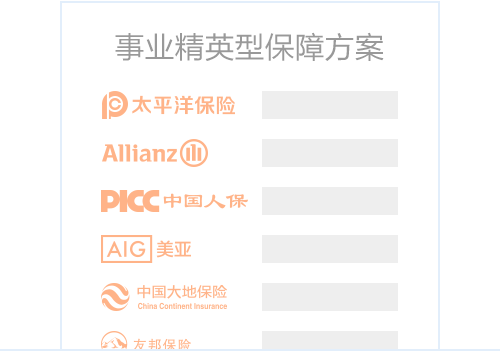 事业精英型保障方案
太平洋保险
Allianz
PICC 中国人保
AIG 美亚
中国大地保险
China Continent Insurance
友邦保险